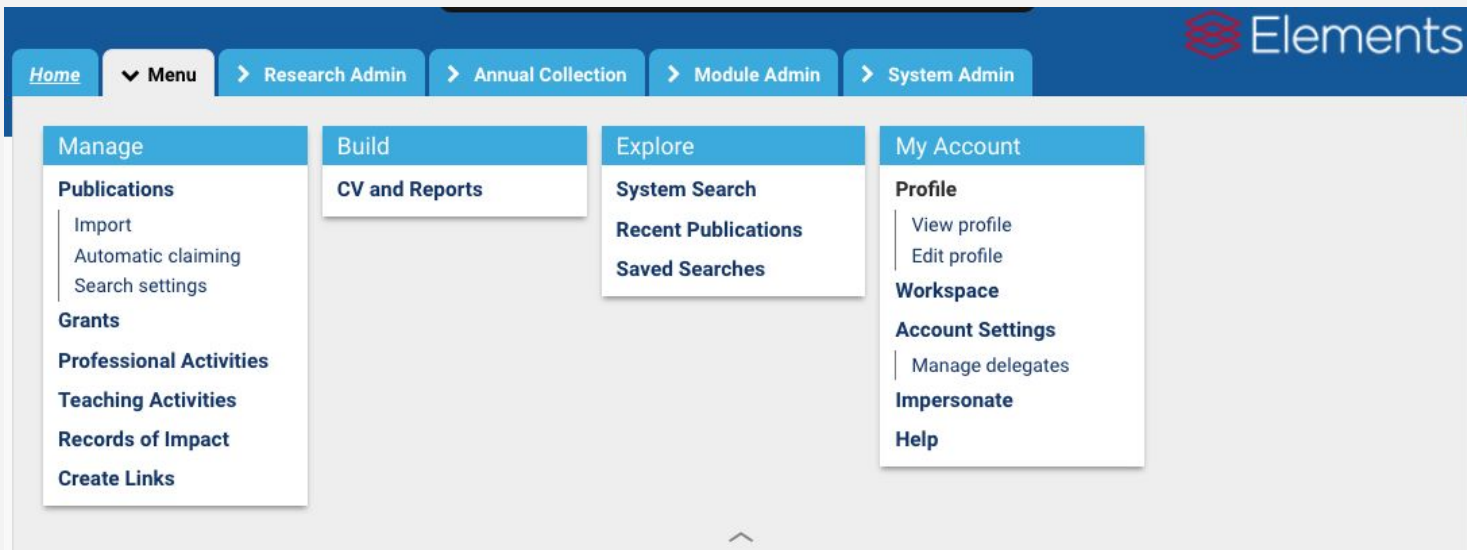 Elements
Home
Menu
Research Admin
Annual Collection
Module Admin
System Admin
Manage
Publications
Import
Automatic claiming
Search settings
Grants
Professional Activities
Teaching Activities
Records of Impact
Create Links
Build
CV and Reports
Explore
System Search
Recent Publications
Saved Searches
My Account
Profile
View profile
Edit profile
Workspace
Account Settings
Manage delegates
Impersonate
Help